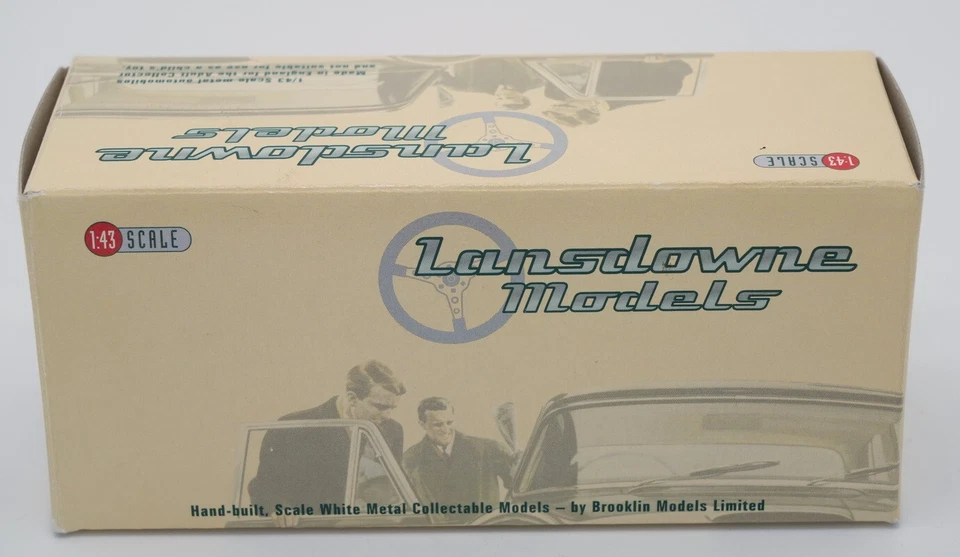 1/43 Scale metal automobiles
Made in England for the Adult Collector
and not suitable for use as a child's toy.
Lansdowne
Models
1:43 SCALE
1:43 SCALE
Lansdowne
Models
Hand-built, Scale White Metal Collectable Models – by Brooklin Models Limited